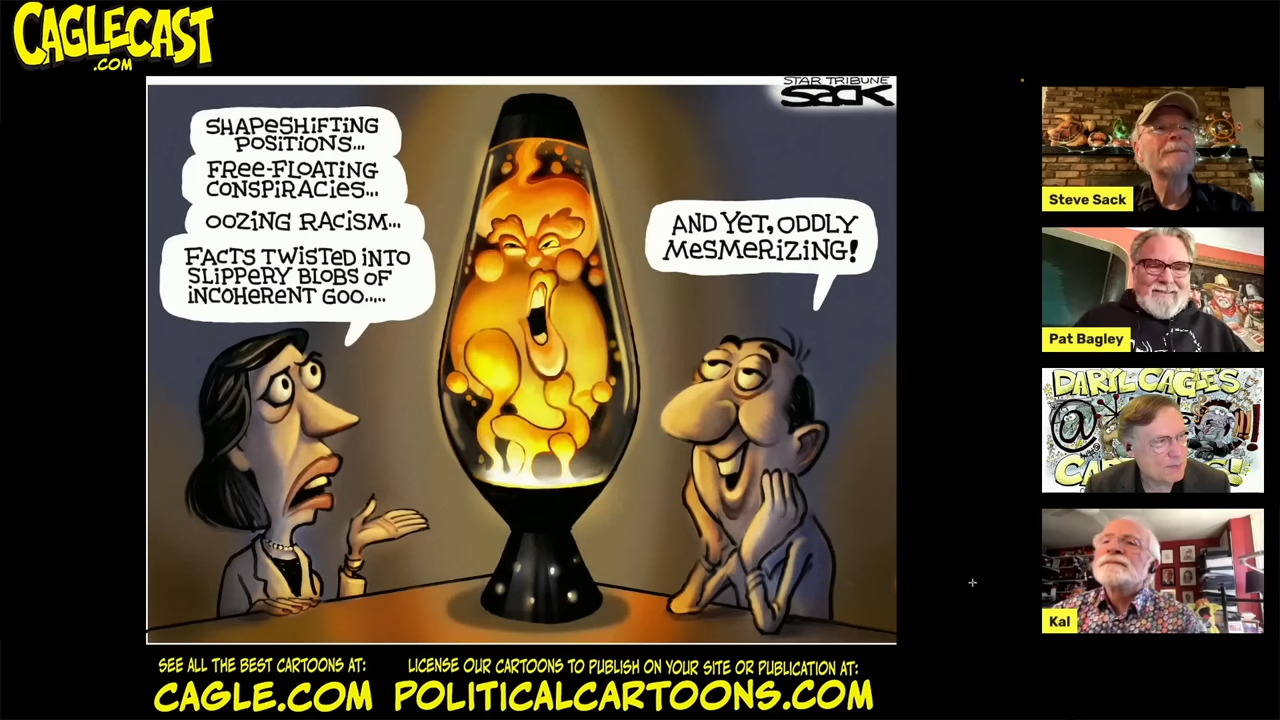 CAGLECAST
.COM
STAR TRIBUNE
SACK
SHAPESHIFTING
POSITIONS...
FREE-FLOATING
CONSPIRACIES...
OOZING RACISM...
FACTS TWISTED INTO
SLIPPERY BLOBS OF
INCOHERENT GOO.....
AND YET, ODDLY
MESMERIZING!
Steve Sack
Pat Bagley
DARYL CAGLE'S
Kal
SEE ALL THE BEST CARTOONS AT:
CAGLE.COM
LICENSE OUR CARTOONS TO PUBLISH ON YOUR SITE OR PUBLICATION AT:
POLITICALCARTOONS.COM